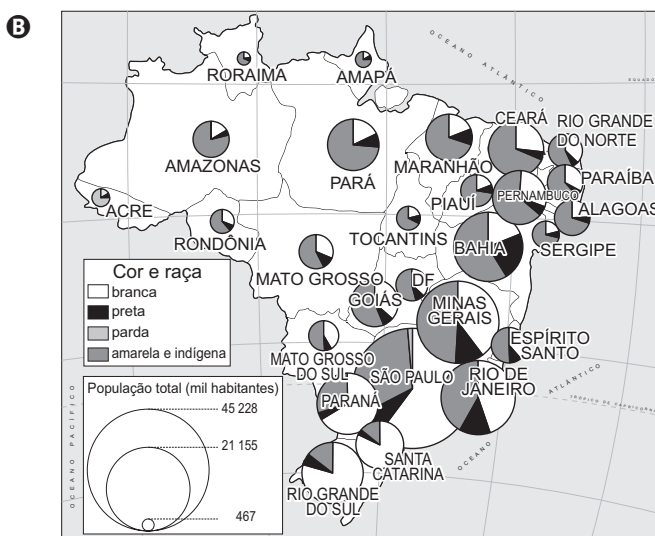 B
OCEANO ATLÂNTICO
RORAIMA
AMAPÁ
CEARÁ
RIO GRANDE
DO NORTE
AMAZONAS
PARÁ
MARANHÃO
PARAÍBA
PIAUÍ
PERNAMBUCO
ACRE
ALAGOAS
RONDÔNIA
TOCANTINS
BAHIA
SERGIPE
MATO GROSSO
DF
GOIÁS
MINAS
GERAIS
ESPÍRITO
SANTO
MATO GROSSO
DO SUL
SÃO PAULO
RIO DE
JANEIRO
PARANÁ
SANTA
CATARINA
RIO GRANDE
DO SUL
OCEANO
ATLÂNTICO
OCEANO PACÍFICO
Cor e raça
branca
preta
parda
amarela e indígena
População total (mil habitantes)
45 228
21 155
467